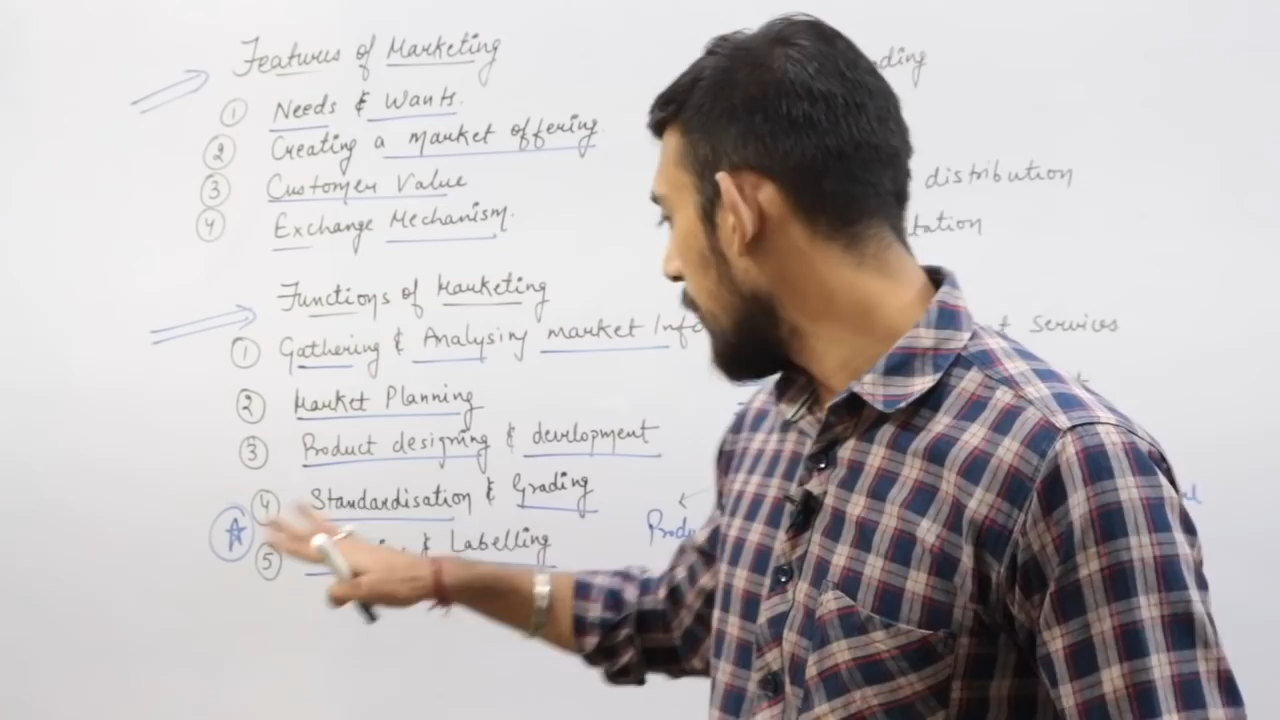 Features of Marketing
① Needs & Wants.
② Creating a market offering.
③ Customer Value
④ Exchange Mechanism.
Functions of Marketing
① Gathering & Analysing market Info
② Market Planning
③ Product designing & development
④ Standardisation & Grading
⑤ & Labelling
distribution
services